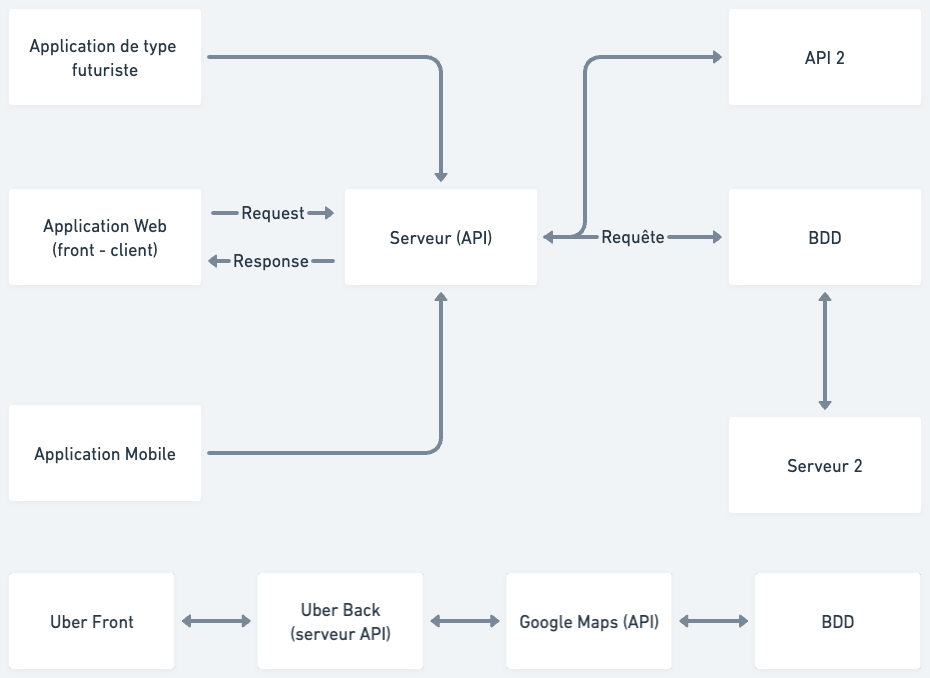 Application de type
futuriste
API 2
Application Web
(front - client)
Request
Response
Serveur (API)
Requête
BDD
Application Mobile
Serveur 2
Uber Front
Uber Back
(serveur API)
Google Maps (API)
BDD